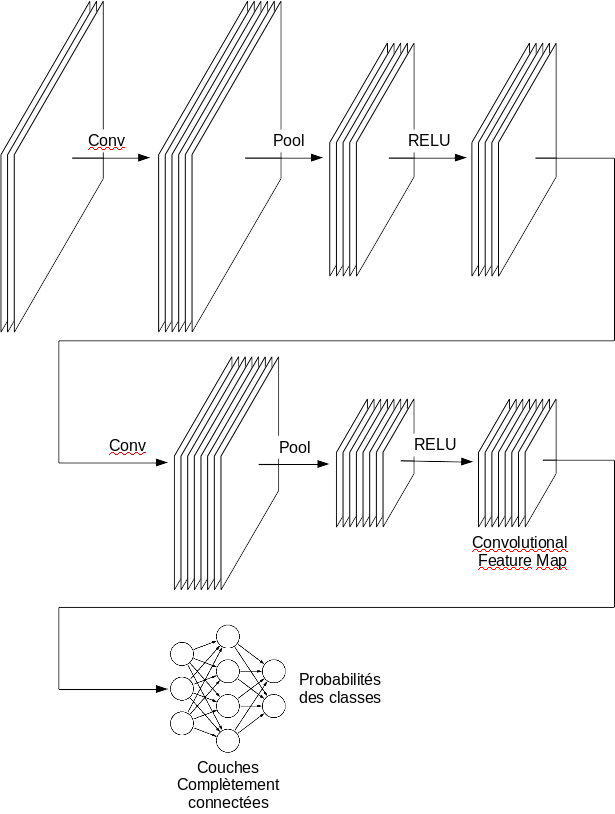 Conv
Pool
RELU
Conv
Pool
RELU
Convolutional
Feature Map
Probabilités
des classes
Couches
Complètement
connectées